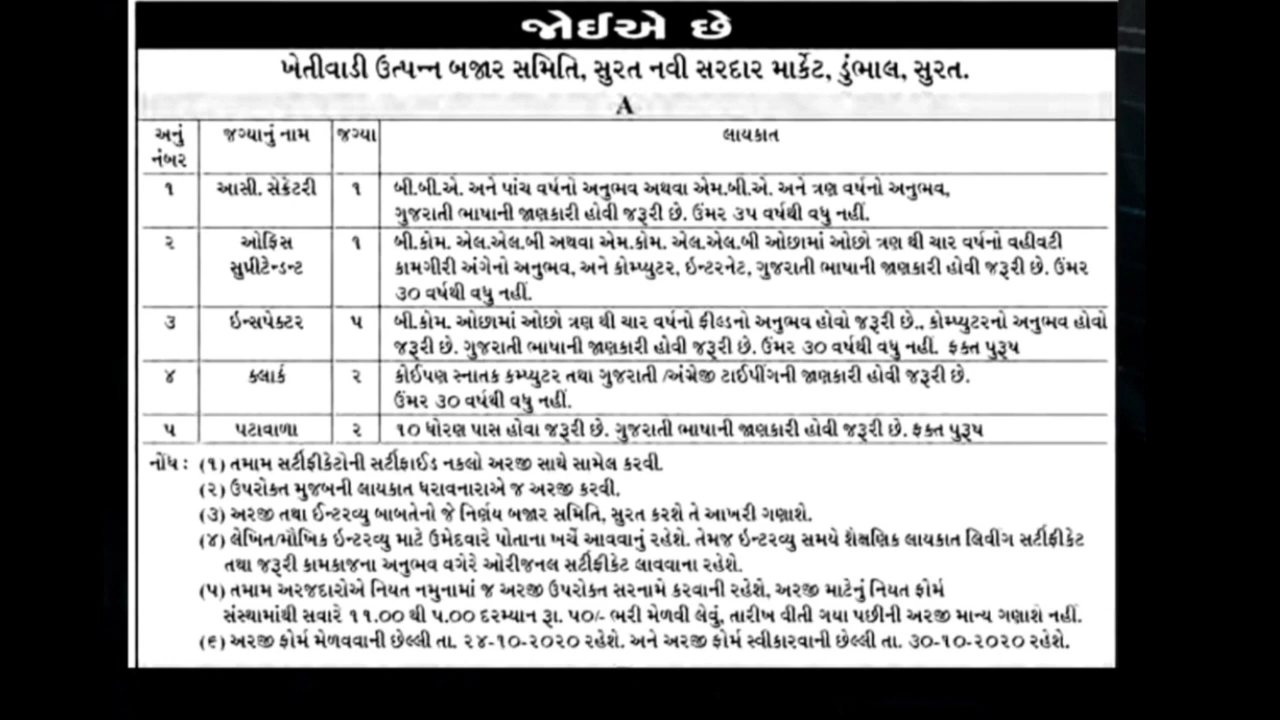 જોઈએ છે
ખેતીવાડી ઉત્પન્ન બજાર સમિતિ, સુરત નવી સરદાર માર્કેટ, ડુંભાલ, સુરત.
A
અનું નંબર | જગ્યાનું નામ | જગ્યા | લાયકાત
૧ | આસી. સેક્રેટરી | ૧ | બી.બી.એ. અને પાંચ વર્ષનો અનુભવ અથવા એમ.બી.એ. અને ત્રણ વર્ષનો અનુભવ,
ગુજરાતી ભાષાની જાણકારી હોવી જરૂરી છે. ઉંમર ૩૫ વર્ષથી વધુ નહીં.
૨ | ઓફિસ સુપ્રીટેન્ડન્ટ | ૧ | બી.કોમ. એલ.એલ.બી અથવા એમ.કોમ. એલ.એલ.બી ઓછામાં ઓછો ત્રણ થી ચાર વર્ષનો વહીવટી
કામગીરી અંગેનો અનુભવ, અને કોમ્પ્યુટર, ઇન્ટરનેટ, ગુજરાતી ભાષાની જાણકારી હોવી જરૂરી છે. ઉંમર
૩૦ વર્ષથી વધુ નહીં.
૩ | ઇન્સપેક્ટર | ૫ | બી.કોમ. ઓછામાં ઓછો ત્રણ થી ચાર વર્ષનો ફીલ્ડનો અનુભવ હોવો જરૂરી છે., કોમ્પ્યુટરનો અનુભવ હોવો
જરૂરી છે. ગુજરાતી ભાષાની જાણકારી હોવી જરૂરી છે. ઉંમર ૩૦ વર્ષથી વધુ નહીં. ફક્ત પુરૂષ
૪ | કલાર્ક | ૨ | કોઈપણ સ્નાતક કમ્પ્યુટર તથા ગુજરાતી /અંગ્રેજી ટાઈપીંગની જાણકારી હોવી જરૂરી છે.
ઉંમર ૩૦ વર્ષથી વધુ નહીં.
૫ | પટાવાળા | ૨ | ૧૦ ધોરણ પાસ હોવા જરૂરી છે. ગુજરાતી ભાષાની જાણકારી હોવી જરૂરી છે. ફક્ત પુરૂષ
નોંધ : (૧) તમામ સર્ટીફીકેટોની સર્ટીફાઈડ નકલો અરજી સાથે સામેલ કરવી.
(૨) ઉપરોક્ત મુજબની લાયકાત ધરાવનારાએ જ અરજી કરવી.
(૩) અરજી તથા ઈન્ટરવ્યુ બાબતેનો જે નિર્ણય બજાર સમિતિ, સુરત કરશે તે આખરી ગણાશે.
(૪) લેખિત/મૌખિક ઇન્ટરવ્યુ માટે ઉમેદવારે પોતાના ખર્ચે આવવાનું રહેશે. તેમજ ઇન્ટરવ્યુ સમયે શૈક્ષણિક લાયકાત લિવીંગ સર્ટીફીકેટ
તથા જરૂરી કામકાજના અનુભવ વગેરે ઓરીજનલ સર્ટીફીકેટ લાવવાના રહેશે.
(૫) તમામ અરજદારોએ નિયત નમુનામાં જ અરજી ઉપરોક્ત સરનામે કરવાની રહેશે, અરજી માટેનું નિયત ફોર્મ
સંસ્થામાંથી સવારે ૧૧.૦૦ થી ૫.૦૦ દરમ્યાન રૂા. ૫૦/- ભરી મેળવી લેવું, તારીખ વીતી ગયા પછીની અરજી માન્ય ગણાશે નહીં.
(૬) અરજી ફોર્મ મેળવવાની છેલ્લી તા. ૨૪-૧૦-૨૦૨૦ રહેશે. અને અરજી ફોર્મ સ્વીકારવાની છેલ્લી તા. ૩૦-૧૦-૨૦૨૦ રહેશે.